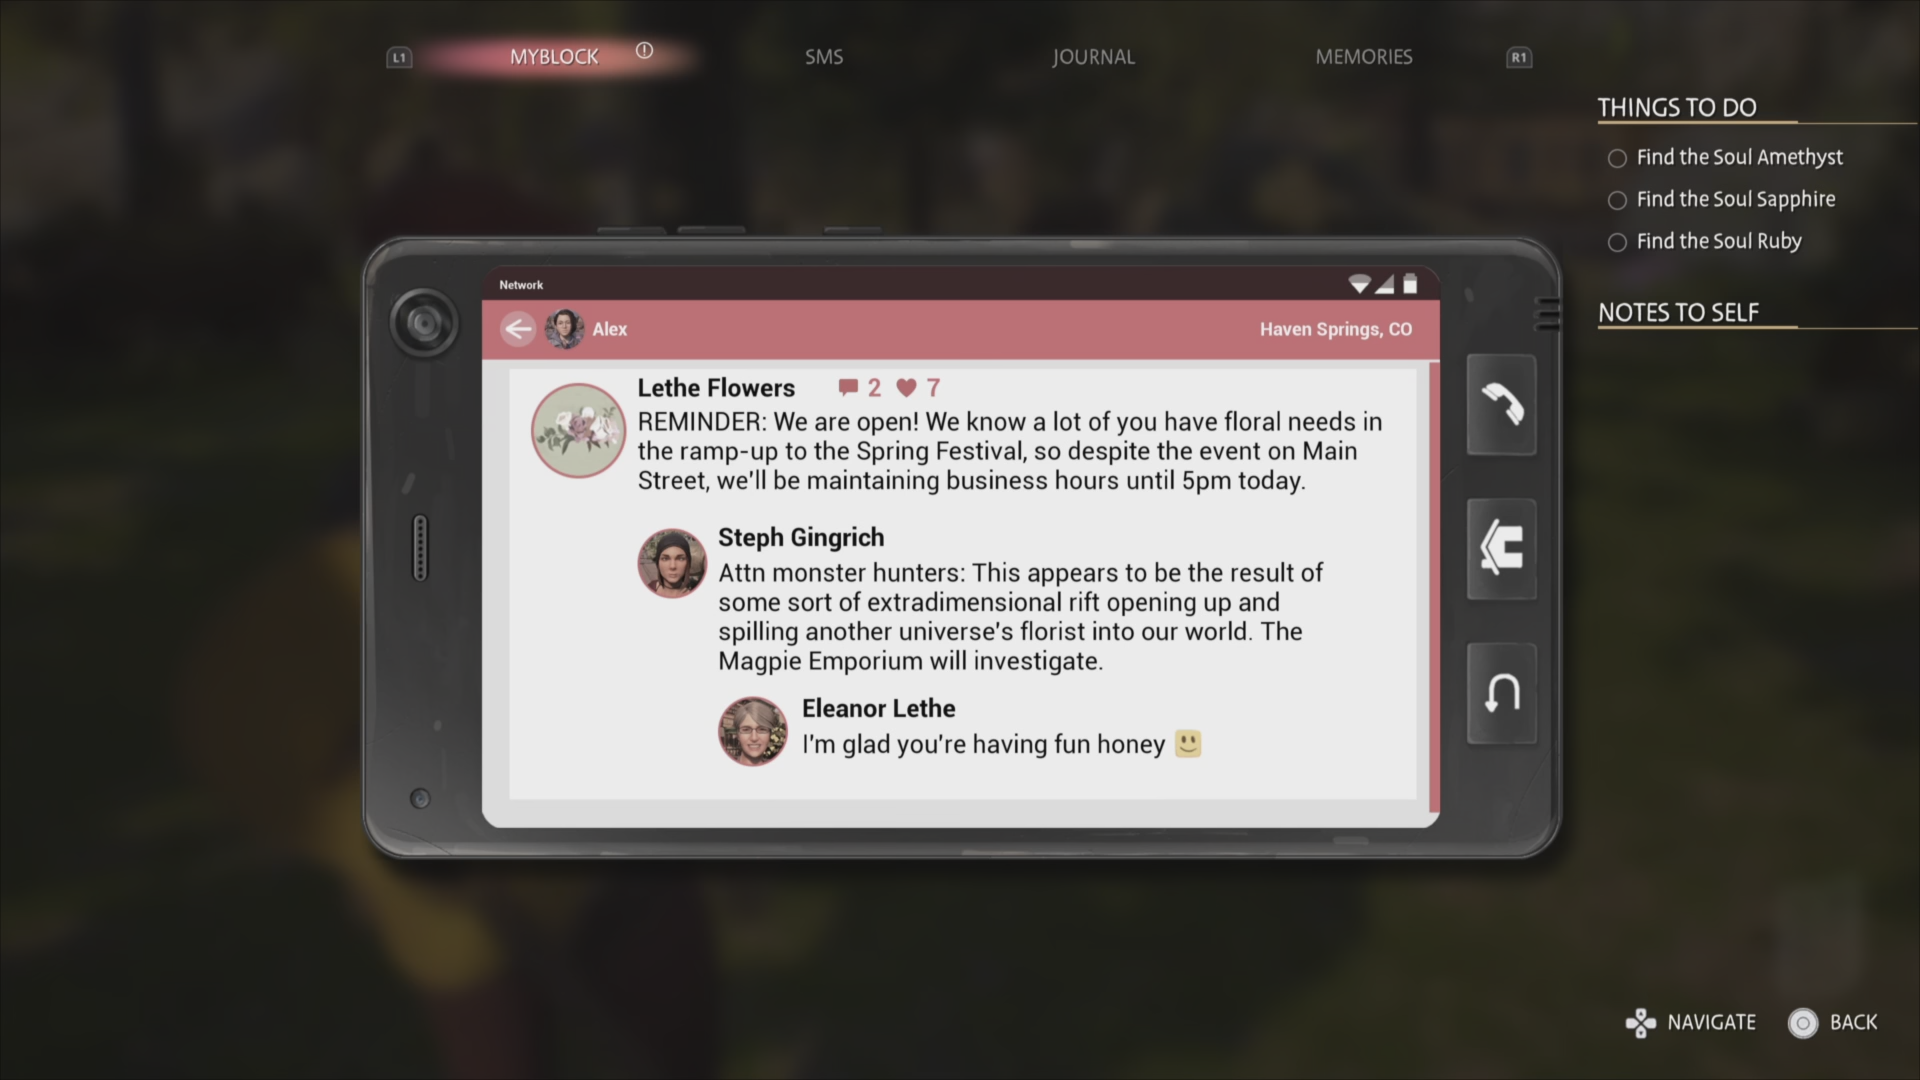 L1
MYBLOCK
SMS
JOURNAL
MEMORIES
R1
THINGS TO DO
Find the Soul Amethyst
Find the Soul Sapphire
Find the Soul Ruby
NOTES TO SELF
Network
Alex
Haven Springs, CO
Lethe Flowers 2 7
REMINDER: We are open! We know a lot of you have floral needs in
the ramp-up to the Spring Festival, so despite the event on Main
Street, we'll be maintaining business hours until 5pm today.
Steph Gingrich
Attn monster hunters: This appears to be the result of
some sort of extradimensional rift opening up and
spilling another universe's florist into our world. The
Magpie Emporium will investigate.
Eleanor Lethe
I'm glad you're having fun honey
NAVIGATE
BACK